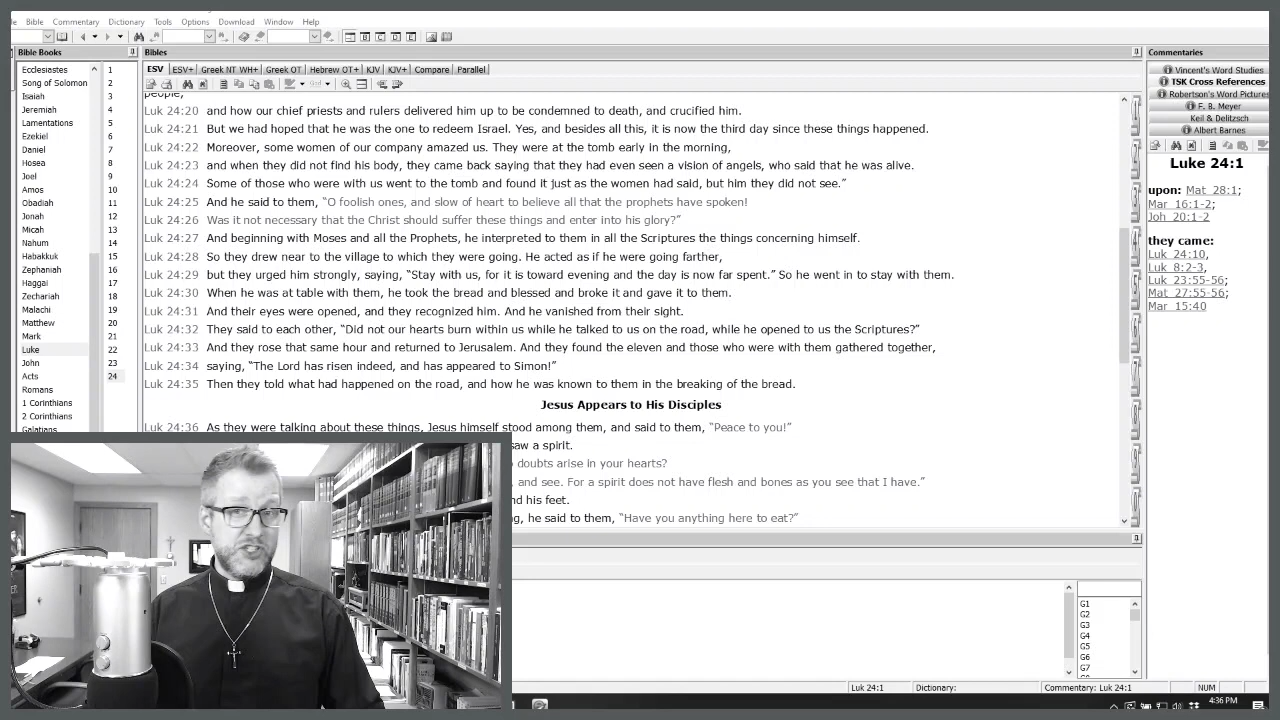 Bible Commentary Dictionary Tools Options Download Window Help
Bible Books
Ecclesiastes 1
Song of Solomon 2
Isaiah 3
Jeremiah 4
Lamentations 5
Ezekiel 6
Daniel 7
Hosea 8
Joel 9
Amos 10
Obadiah 11
Jonah 12
Micah 13
Nahum 14
Habakkuk 15
Zephaniah 16
Haggai 17
Zechariah 18
Malachi 19
Matthew 20
Mark 21
Luke 22
John 23
Acts 24
Romans
1 Corinthians
2 Corinthians
Galatians
Bibles
ESV ESV+ Greek NT WH+ Greek OT Hebrew OT+ KJV KJV+ Compare Parallel
people,
Luk 24:20 and how our chief priests and rulers delivered him up to be condemned to death, and crucified him.
Luk 24:21 But we had hoped that he was the one to redeem Israel. Yes, and besides all this, it is now the third day since these things happened.
Luk 24:22 Moreover, some women of our company amazed us. They were at the tomb early in the morning,
Luk 24:23 and when they did not find his body, they came back saying that they had even seen a vision of angels, who said that he was alive.
Luk 24:24 Some of those who were with us went to the tomb and found it just as the women had said, but him they did not see.”
Luk 24:25 And he said to them, “O foolish ones, and slow of heart to believe all that the prophets have spoken!
Luk 24:26 Was it not necessary that the Christ should suffer these things and enter into his glory?”
Luk 24:27 And beginning with Moses and all the Prophets, he interpreted to them in all the Scriptures the things concerning himself.
Luk 24:28 So they drew near to the village to which they were going. He acted as if he were going farther,
Luk 24:29 but they urged him strongly, saying, “Stay with us, for it is toward evening and the day is now far spent.” So he went in to stay with them.
Luk 24:30 When he was at table with them, he took the bread and blessed and broke it and gave it to them.
Luk 24:31 And their eyes were opened, and they recognized him. And he vanished from their sight.
Luk 24:32 They said to each other, “Did not our hearts burn within us while he talked to us on the road, while he opened to us the Scriptures?”
Luk 24:33 And they rose that same hour and returned to Jerusalem. And they found the eleven and those who were with them gathered together,
Luk 24:34 saying, “The Lord has risen indeed, and has appeared to Simon!”
Luk 24:35 Then they told what had happened on the road, and how he was known to them in the breaking of the bread.
Jesus Appears to His Disciples
Luk 24:36 As they were talking about these things, Jesus himself stood among them, and said to them, “Peace to you!”
saw a spirit.
doubts arise in your hearts?
, and see. For a spirit does not have flesh and bones as you see that I have.”
nd his feet.
g, he said to them, “Have you anything here to eat?”
Commentaries
Vincent's Word Studies
TSK Cross References
Robertson's Word Pictures
F. B. Meyer
Keil & Delitzsch
Albert Barnes
Luke 24:1
upon: Mat 28:1;
Mar 16:1-2;
Joh 20:1-2
they came:
Luk 24:10,
Luk 8:2-3,
Luk 23:55-56;
Mat 27:55-56;
Mar 15:40
G1
G2
G3
G4
G5
G6
G7
Luk 24:1 Dictionary: Commentary: Luk 24:1 NUM
4:36 PM